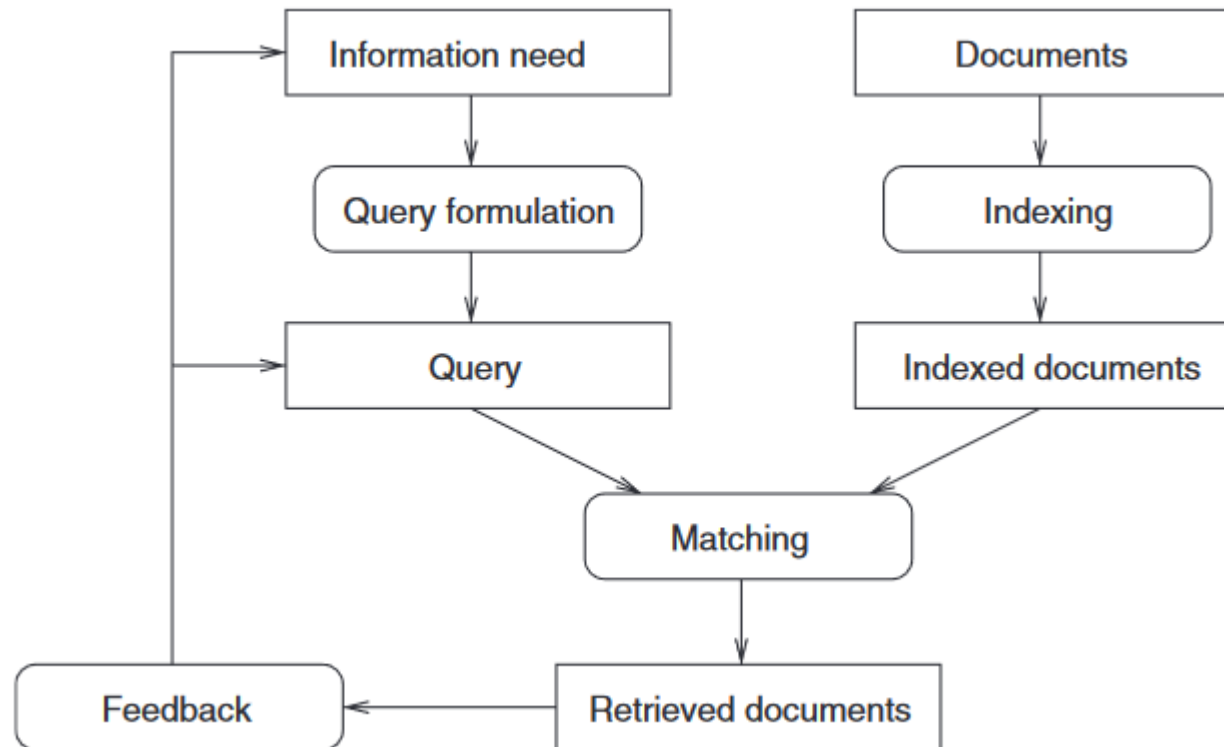 Information need
Documents
Query formulation
Indexing
Query
Indexed documents
Matching
Feedback
Retrieved documents